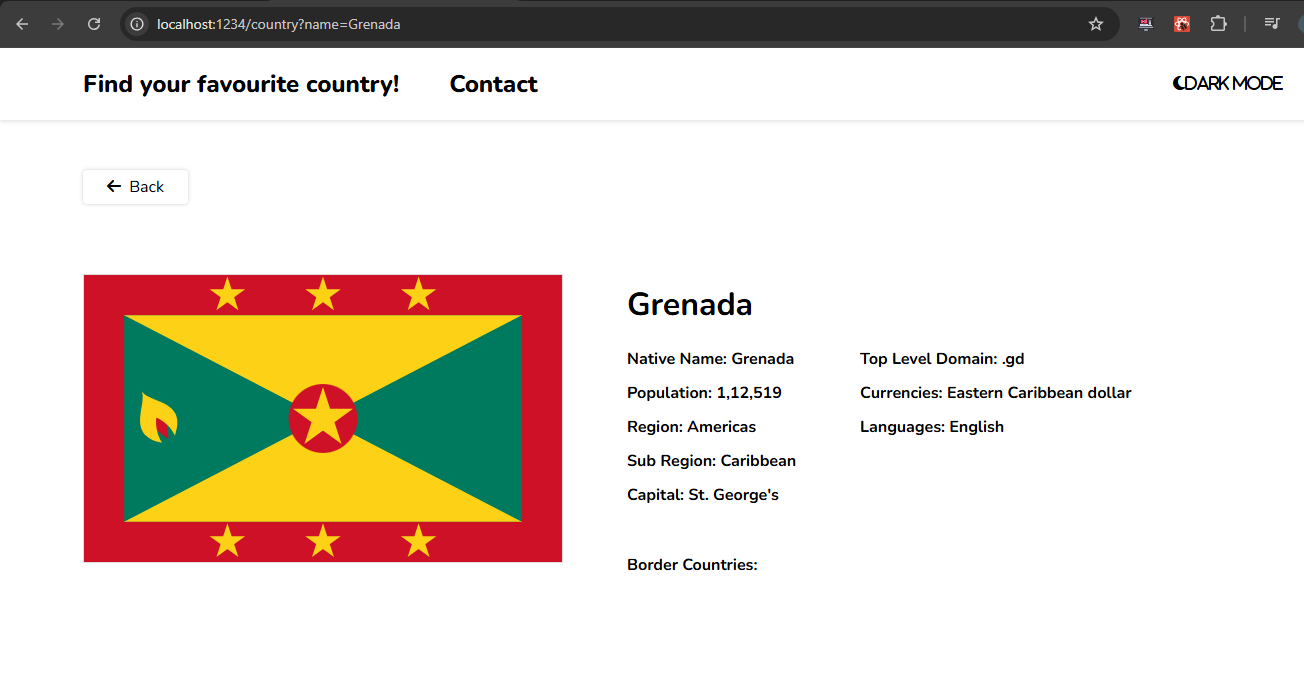 localhost:1234/country?name=Grenada
Find your favourite country! Contact DARK MODE
Back
Grenada
Native Name: Grenada Top Level Domain: .gd
Population: 1,12,519 Currencies: Eastern Caribbean dollar
Region: Americas Languages: English
Sub Region: Caribbean
Capital: St. George's
Border Countries: